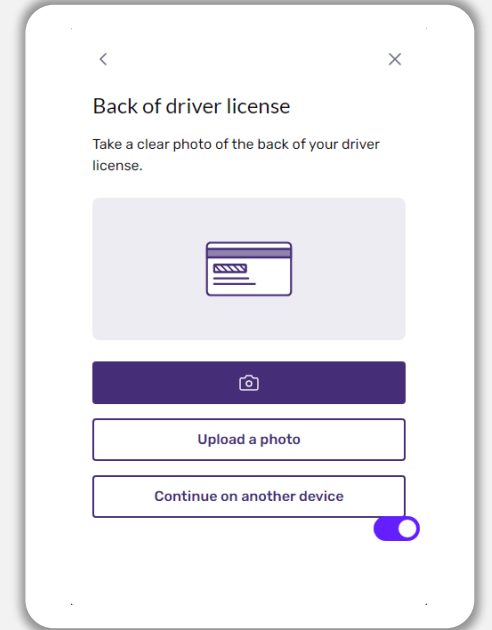 Back of driver license
Take a clear photo of the back of your driver
license.
Upload a photo
Continue on another device